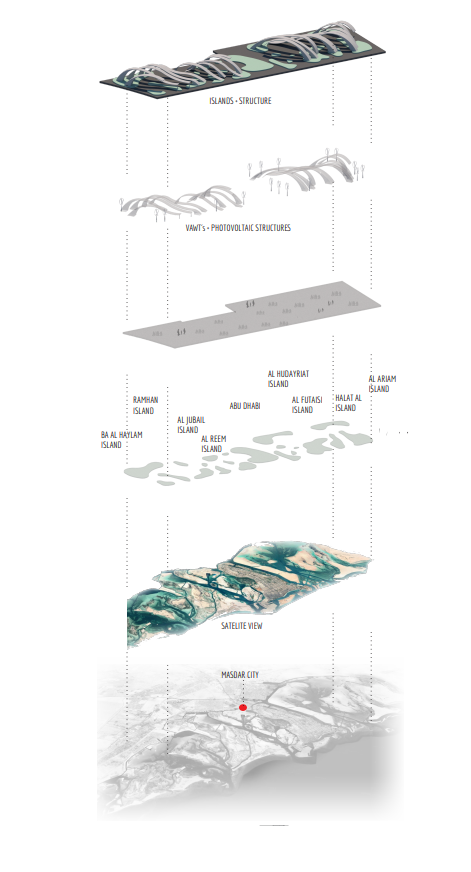 ISLANDS + STRUCTURE
VAWT's + PHOTOVOLTAIC STRUCTURES
AL HUDAYRIAT
ISLAND
AL ARIAM
ISLAND
RAMHAN
ISLAND
ABU DHABI
AL FUTAISI
ISLAND
HALAT AL
ISLAND
AL JUBAIL
ISLAND
BA AL HAYLAM
ISLAND
AL REEM
ISLAND
SATELITE VIEW
MASDAR CITY